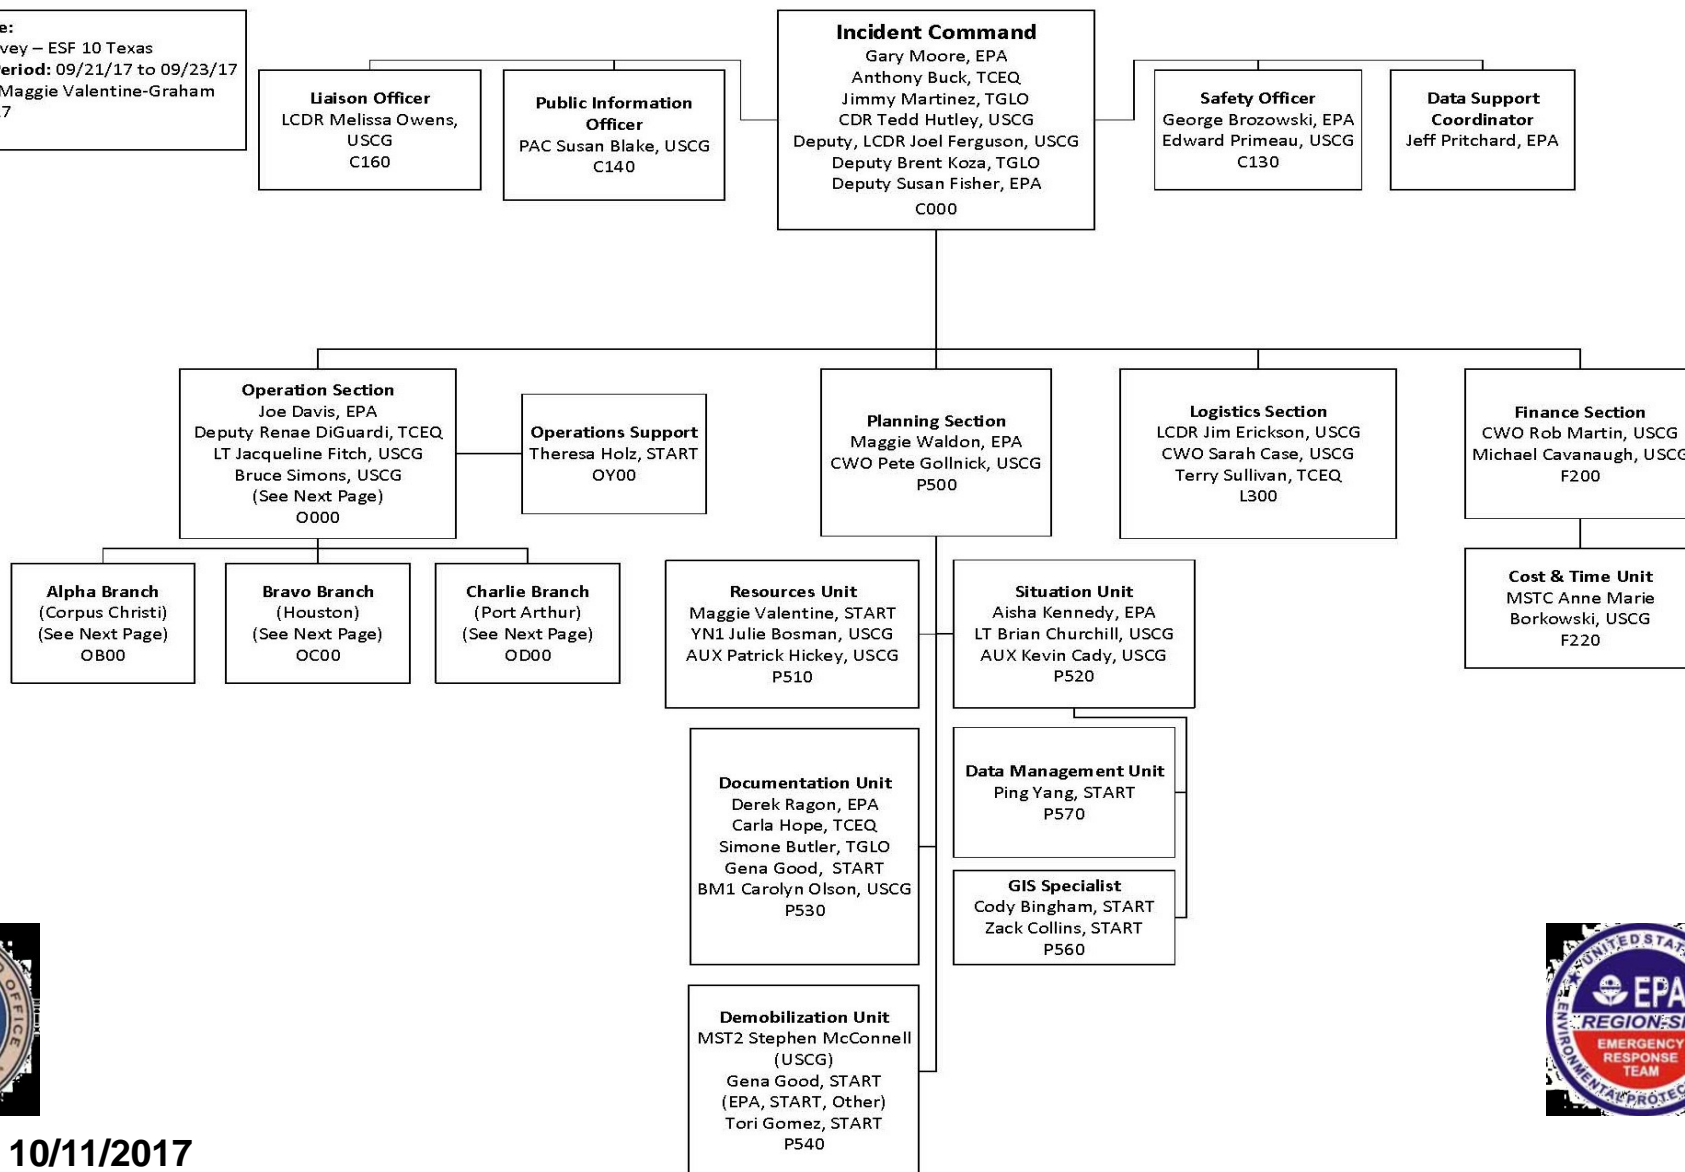 e:
vey – ESF 10 Texas
eriod: 09/21/17 to 09/23/17
Maggie Valentine-Graham
7
Liaison Officer
LCDR Melissa Owens,
USCG
C160
Public Information
Officer
PAC Susan Blake, USCG
C140
Incident Command
Gary Moore, EPA
Anthony Buck, TCEQ
Jimmy Martinez, TGLO
CDR Tedd Hutley, USCG
Deputy, LCDR Joel Ferguson, USCG
Deputy Brent Koza, TGLO
Deputy Susan Fisher, EPA
C000
Safety Officer
George Brozowski, EPA
Edward Primeau, USCG
C130
Data Support
Coordinator
Jeff Pritchard, EPA
Operation Section
Joe Davis, EPA
Deputy Renae DiGuardi, TCEQ
LT Jacqueline Fitch, USCG
Bruce Simons, USCG
(See Next Page)
O000
Operations Support
Theresa Holz, START
OY00
Planning Section
Maggie Waldon, EPA
CWO Pete Gollnick, USCG
P500
Logistics Section
LCDR Jim Erickson, USCG
CWO Sarah Case, USCG
Terry Sullivan, TCEQ
L300
Finance Section
CWO Rob Martin, USCG
Michael Cavanaugh, USCG
F200
Alpha Branch
(Corpus Christi)
(See Next Page)
OB00
Bravo Branch
(Houston)
(See Next Page)
OC00
Charlie Branch
(Port Arthur)
(See Next Page)
OD00
Resources Unit
Maggie Valentine, START
YN1 Julie Bosman, USCG
AUX Patrick Hickey, USCG
P510
Situation Unit
Aisha Kennedy, EPA
LT Brian Churchill, USCG
AUX Kevin Cady, USCG
P520
Cost & Time Unit
MSTC Anne Marie
Borkowski, USCG
F220
Documentation Unit
Derek Ragon, EPA
Carla Hope, TCEQ
Simone Butler, TGLO
Gena Good, START
BM1 Carolyn Olson, USCG
P530
Data Management Unit
Ping Yang, START
P570
GIS Specialist
Cody Bingham, START
Zack Collins, START
P560
Demobilization Unit
MST2 Stephen McConnell
(USCG)
Gena Good, START
(EPA, START, Other)
Tori Gomez, START
P540
OFFICE
UNITED STAT
EPA
REGION SI
EMERGENCY
RESPONSE
TEAM
ENVIRONMENTAL PROTEC
10/11/2017